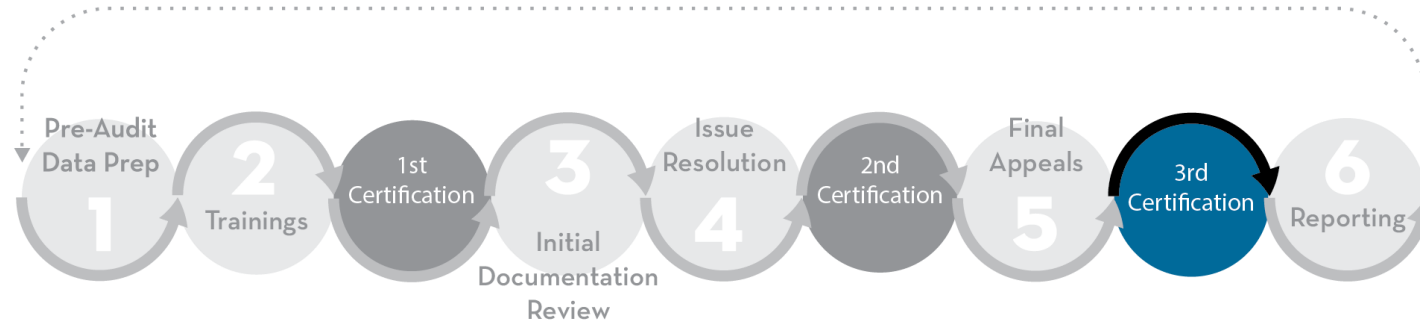 Pre-Audit
Data Prep
1
2
Trainings
1st
Certification
3
Initial
Documentation
Review
Issue
Resolution
4
2nd
Certification
Final
Appeals
5
3rd
Certification
6
Reporting